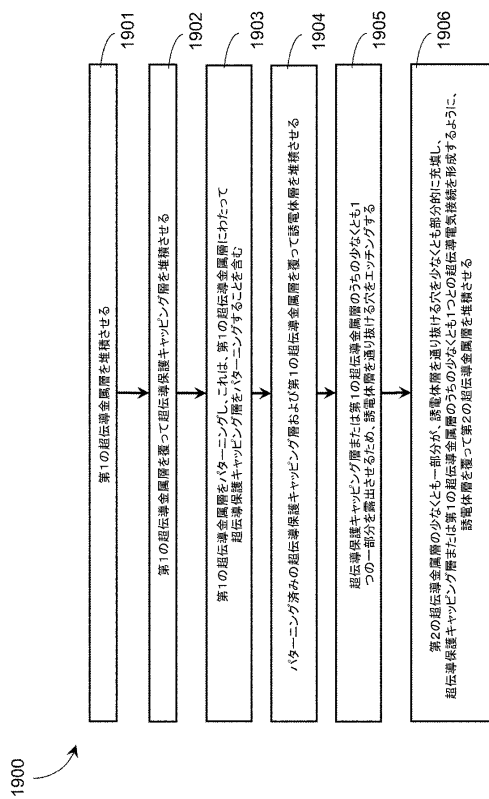 1900
第1の超伝導金属層を堆積させる
1901
第1の超伝導金属層を覆って超伝導保護キャッピング層を堆積させる
1902
第1の超伝導金属層をパターニングし、これは、第1の超伝導金属層にわたって
超伝導保護キャッピング層をパターニングすることを含む
1903
パターニング済みの超伝導保護キャッピング層および第1の超伝導金属層を覆って誘電体層を堆積させる
1904
超伝導保護キャッピング層または第1の超伝導金属層のうちの少なくとも1
つの一部分を露出させるため、誘電体層を通り抜ける穴をエッチングする
1905
第2の超伝導金属層の少なくとも一部分が、誘電体層を通り抜ける穴を少なくとも部分的に充填し、
超伝導保護キャッピング層または第1の超伝導金属層のうちの少なくとも1つとの超伝導電気接続を形成するように、
誘電体層を覆って第2の超伝導金属層を堆積させる
1906